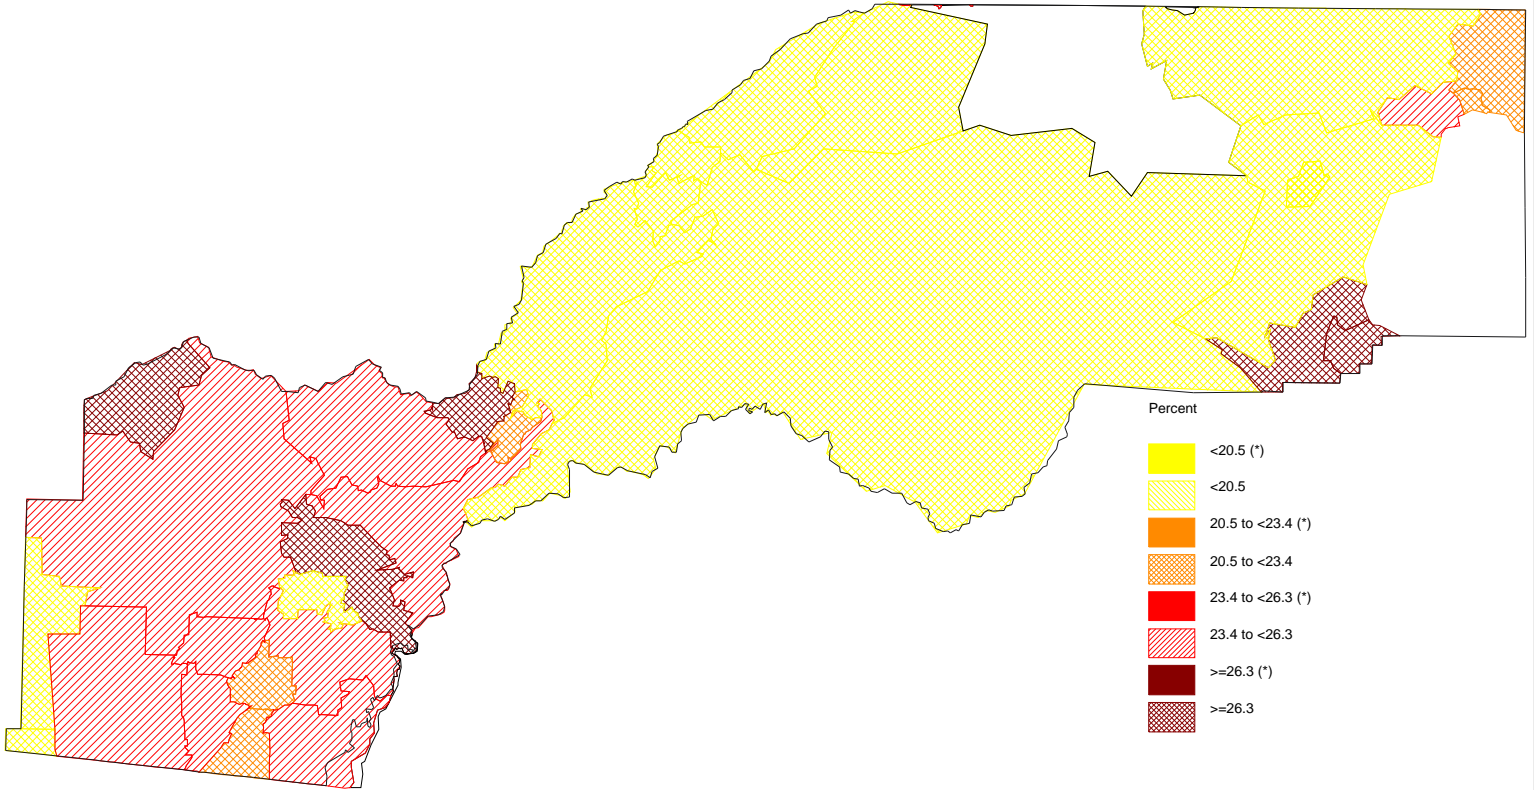 Percent
<20.5 (*)
<20.5
20.5 to <23.4 (*)
20.5 to <23.4
23.4 to <26.3 (*)
23.4 to <26.3
>=26.3 (*)
>=26.3